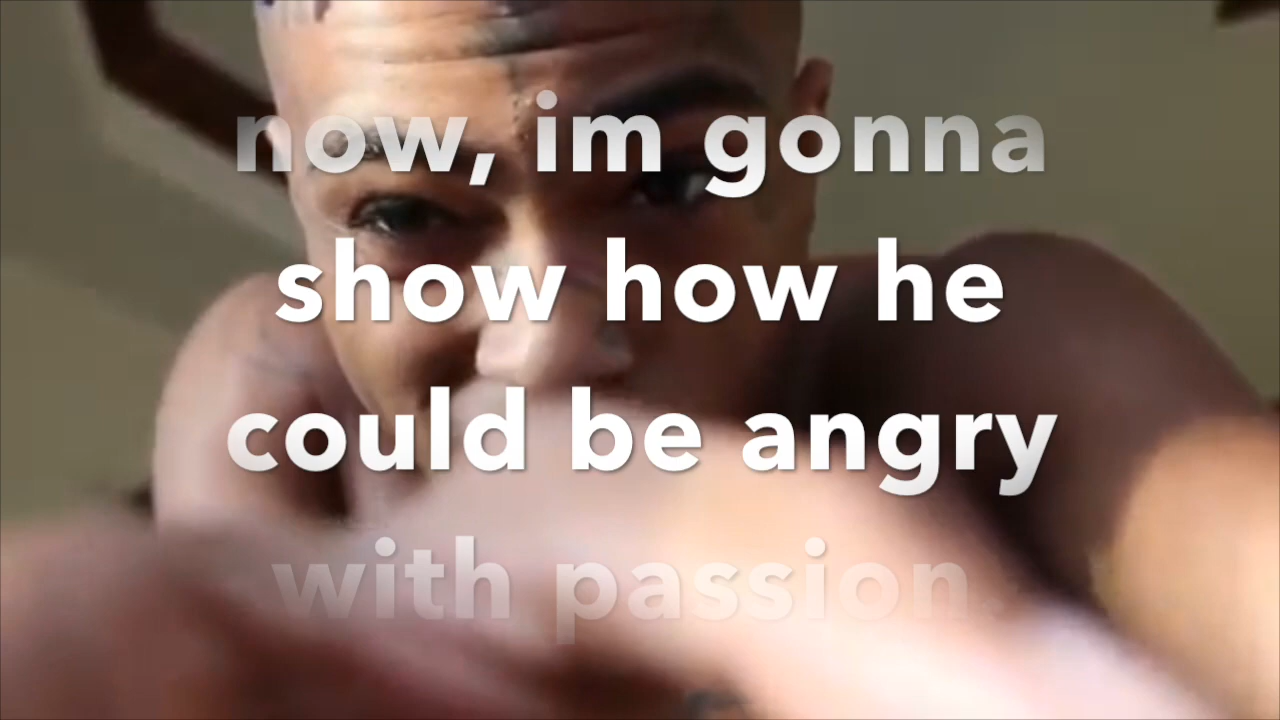 now, im gonna
show how he
could be angry
with passion.